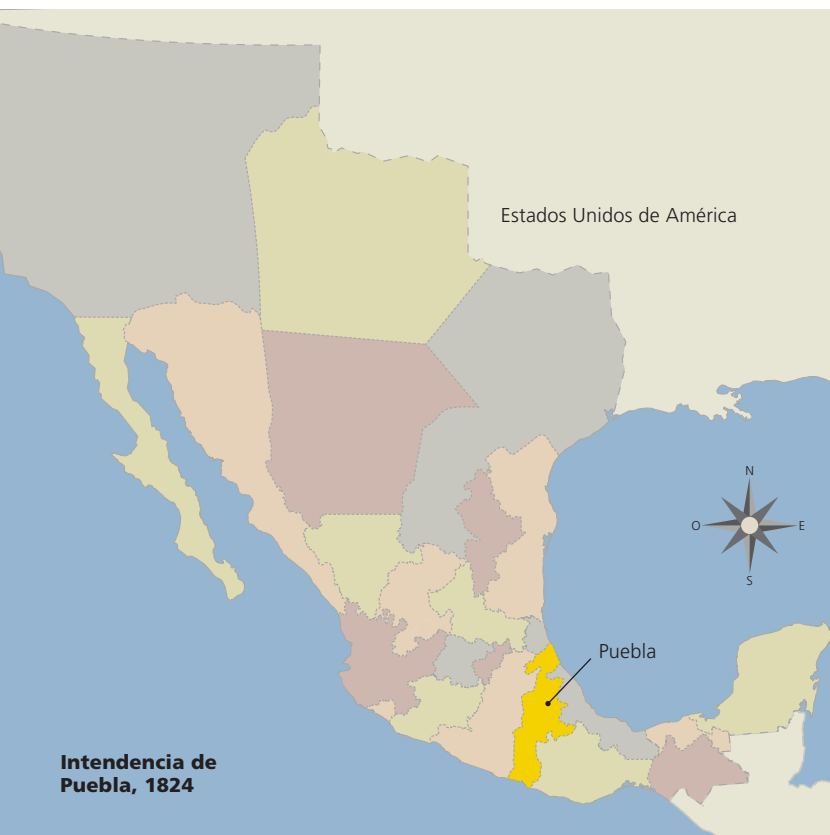 Estados Unidos de América
N
O
E
S
Puebla
Intendencia de
Puebla, 1824